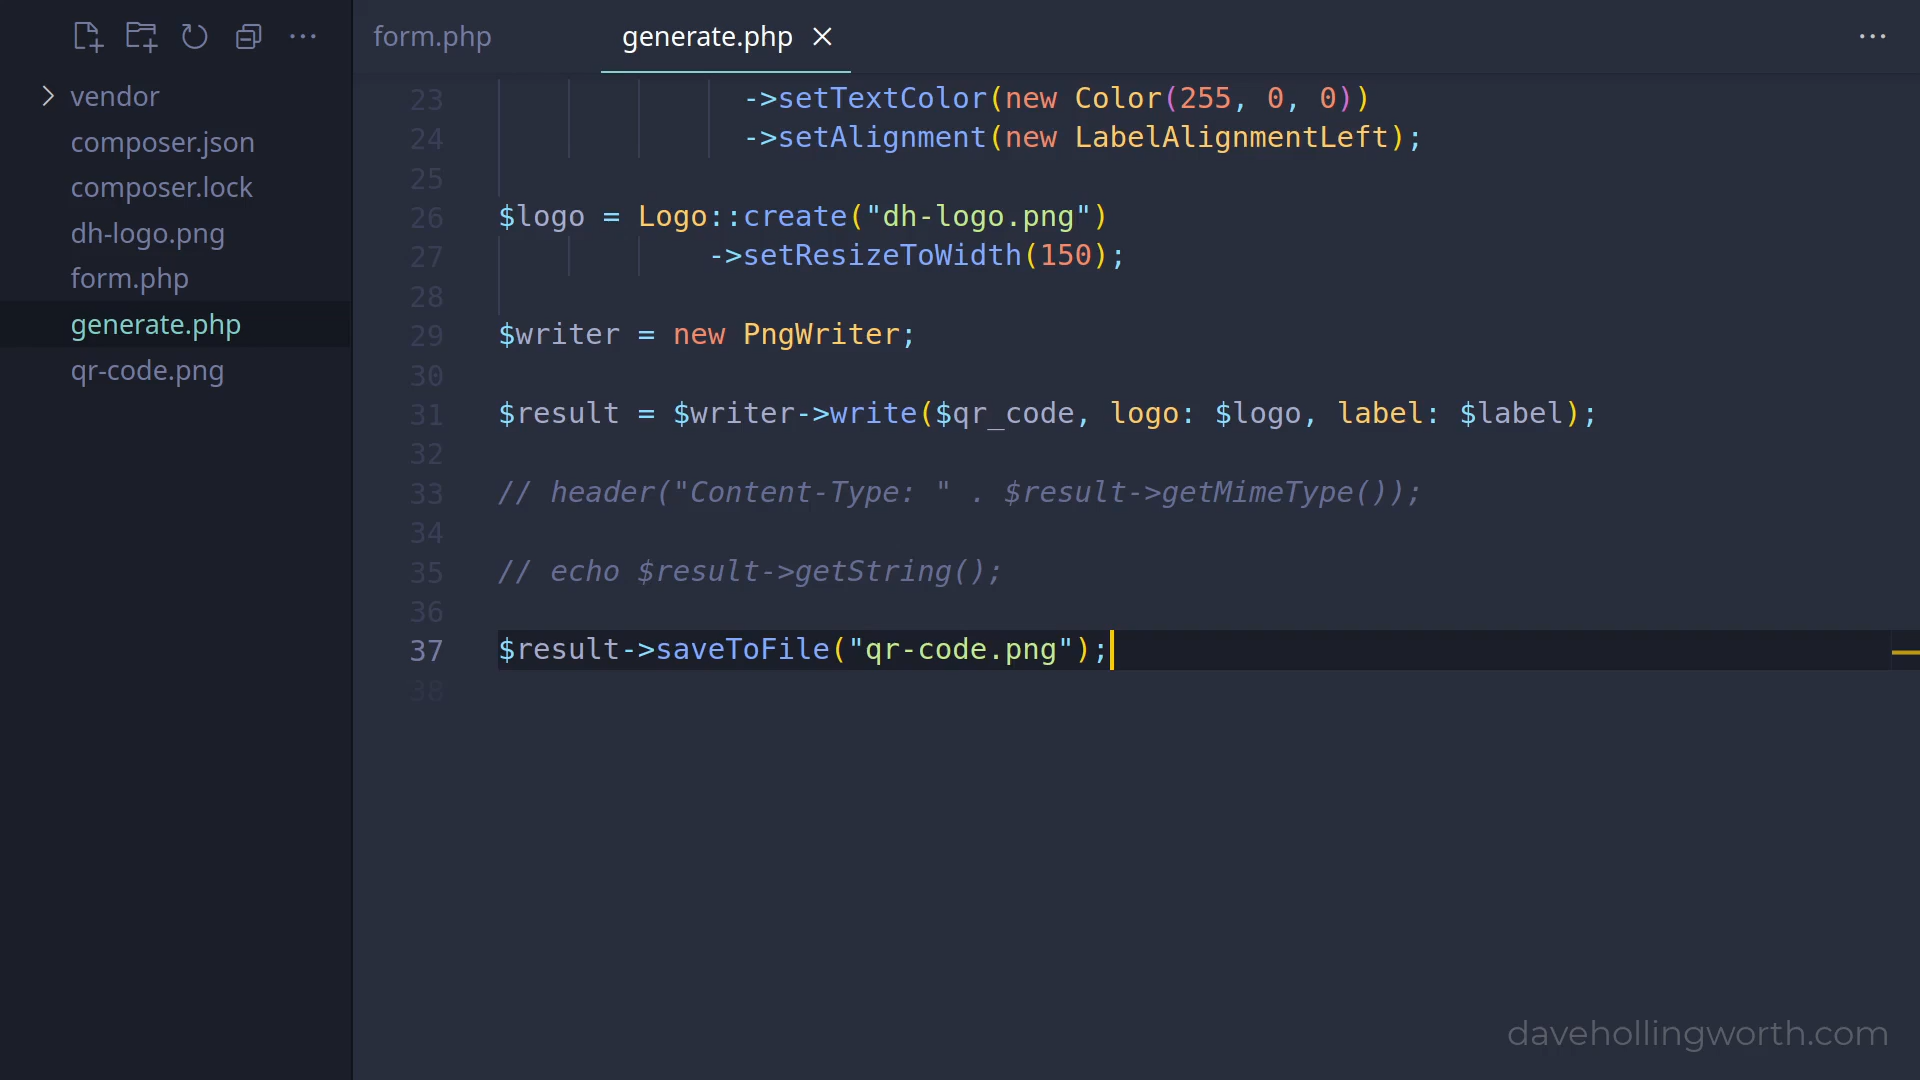 form.php
generate.php
vendor
composer.json
composer.lock
dh-logo.png
form.php
generate.php
qr-code.png
23 ->setTextColor(new Color(255, 0, 0))
24 ->setAlignment(new LabelAlignmentLeft);
25
26 $logo = Logo::create("dh-logo.png")
27 ->setResizeToWidth(150);
28
29 $writer = new PngWriter;
30
31 $result = $writer->write($qr_code, logo: $logo, label: $label);
32
33 // header("Content-Type: " . $result->getMimeType());
34
35 // echo $result->getString();
36
37 $result->saveToFile("qr-code.png");
38
davehollingworth.com